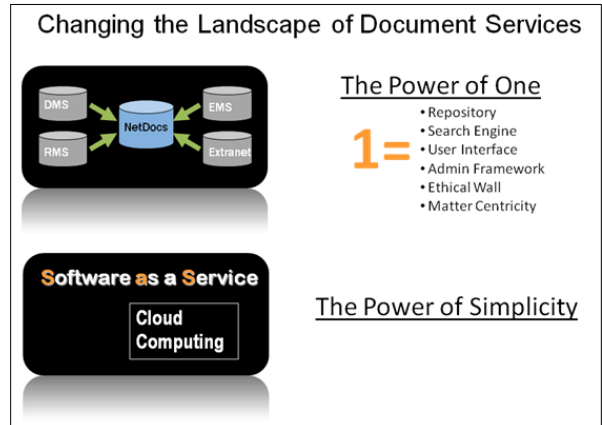 Changing the Landscape of Document Services
DMS
EMS
NetDocs
RMS
Extranet
The Power of One
1=
• Repository
• Search Engine
• User Interface
• Admin Framework
• Ethical Wall
• Matter Centricity
Software as a Service
Cloud
Computing
The Power of Simplicity